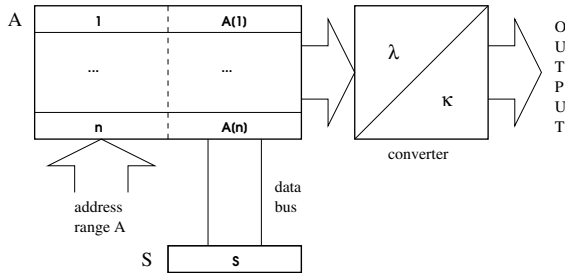 A
1 A(1)
... ...
n A(n)
λ
κ
converter
O
U
T
P
U
T
address
range A
data
bus
S
S